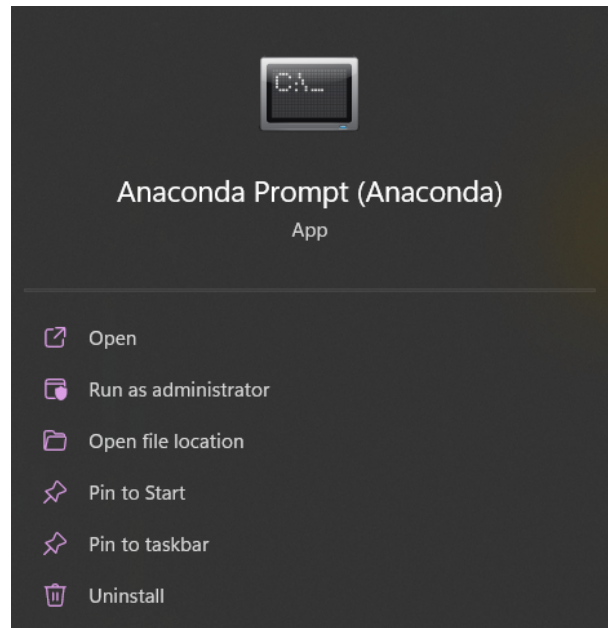 C:\_
Anaconda Prompt (Anaconda)
App
Open
Run as administrator
Open file location
Pin to Start
Pin to taskbar
Uninstall